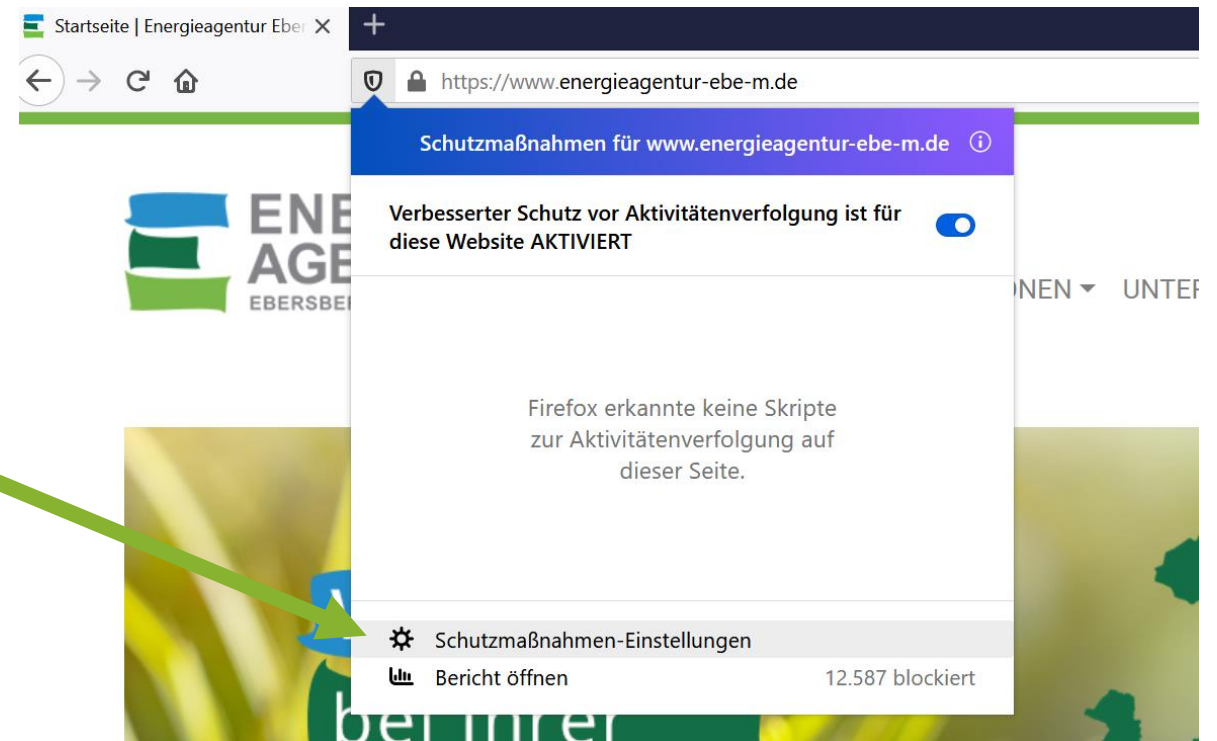 Startseite | Energieagentur Eber
https://www.energieagentur-ebe-m.de
Schutzmaßnahmen für www.energieagentur-ebe-m.de
ENE
AGE
EBERSBE
Verbesserter Schutz vor Aktivitätenverfolgung ist für
diese Website AKTIVIERT
ONEN UNTER
Firefox erkannte keine Skripte
zur Aktivitätenverfolgung auf
dieser Seite.
Schutzmaßnahmen-Einstellungen
Bericht öffnen 12.587 blockiert
bei Ihrer